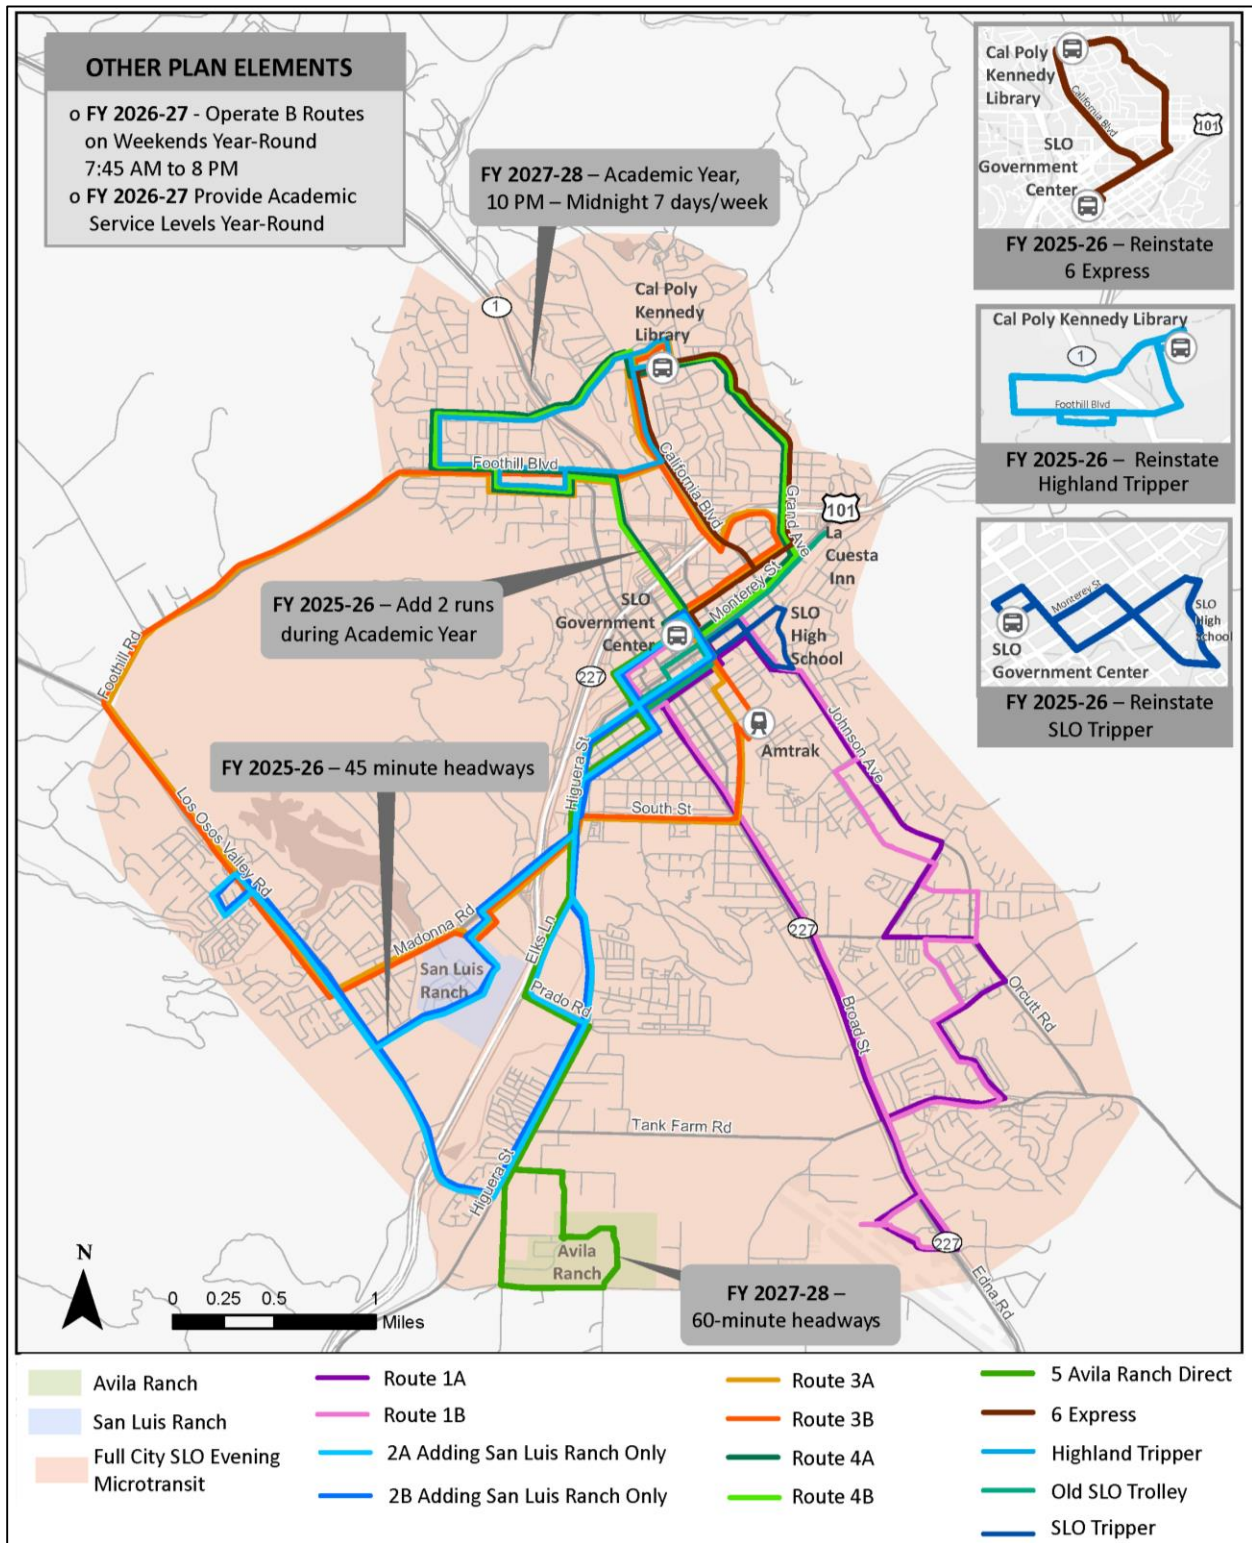 OTHER PLAN ELEMENTS
o FY 2026-27 - Operate B Routes
on Weekends Year-Round
7:45 AM to 8 PM
o FY 2026-27 Provide Academic
Service Levels Year-Round
FY 2027-28 – Academic Year,
10 PM – Midnight 7 days/week
Cal Poly
Kennedy
Library
California Blvd
101
SLO
Government
Center
FY 2025-26 – Reinstate
6 Express
Cal Poly Kennedy Library
1
Foothill Blvd
FY 2025-26 – Reinstate
Highland Tripper
Monterey St
SLO
High
School
SLO
Government Center
FY 2025-26 – Reinstate
SLO Tripper
1
Cal Poly
Kennedy
Library
Foothill Blvd
California Blvd
Grand Ave
101
La
Cuesta
Inn
Monterey St
FY 2025-26 – Add 2 runs
during Academic Year
SLO
Government
Center
SLO
High
School
227
Foothill Rd
Johnson Ave
Amtrak
FY 2025-26 – 45 minute headways
Higuera St
South St
Los Osos Valley Rd
Madonna Rd
Elks Ln
227
San Luis
Ranch
Prado Rd
Broad St
Orcutt Rd
Tank Farm Rd
Higuera St
227
Avila
Ranch
Edna Rd
FY 2027-28 –
60-minute headways
N
0 0.25 0.5 1
Miles
Avila Ranch
San Luis Ranch
Full City SLO Evening
Microtransit
Route 1A
Route 1B
2A Adding San Luis Ranch Only
2B Adding San Luis Ranch Only
Route 3A
Route 3B
Route 4A
Route 4B
5 Avila Ranch Direct
6 Express
Highland Tripper
Old SLO Trolley
SLO Tripper